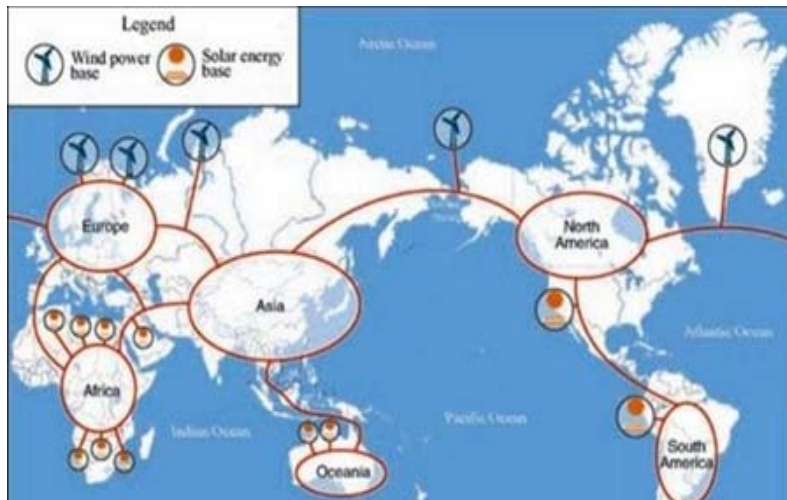 Legend
Wind power
base
Solar energy
base
Arctic Ocean
Europe
North
America
Asia
Atlantic Ocean
Africa
Indian Ocean
Pacific Ocean
Oceania
South
America